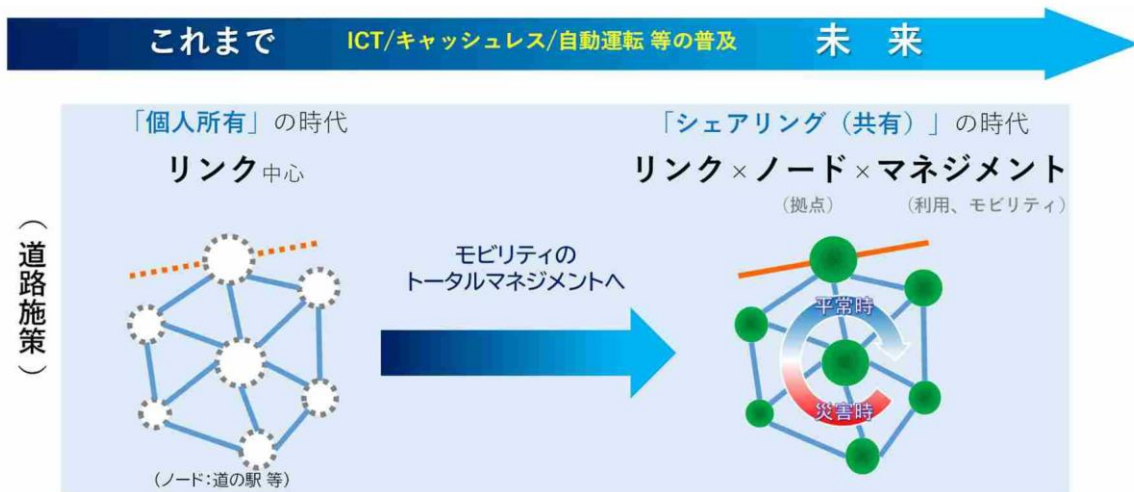 これまで ICT/キャッシュレス/自動運転 等の普及 未 来
「個人所有」の時代
リンク中心
「シェアリング（共有）」の時代
リンク×ノード×マネジメント
（拠点） （利用、モビリティ）
（道路施策）
モビリティの
トータルマネジメントへ
平常時
災害時
（ノード：道の駅 等）